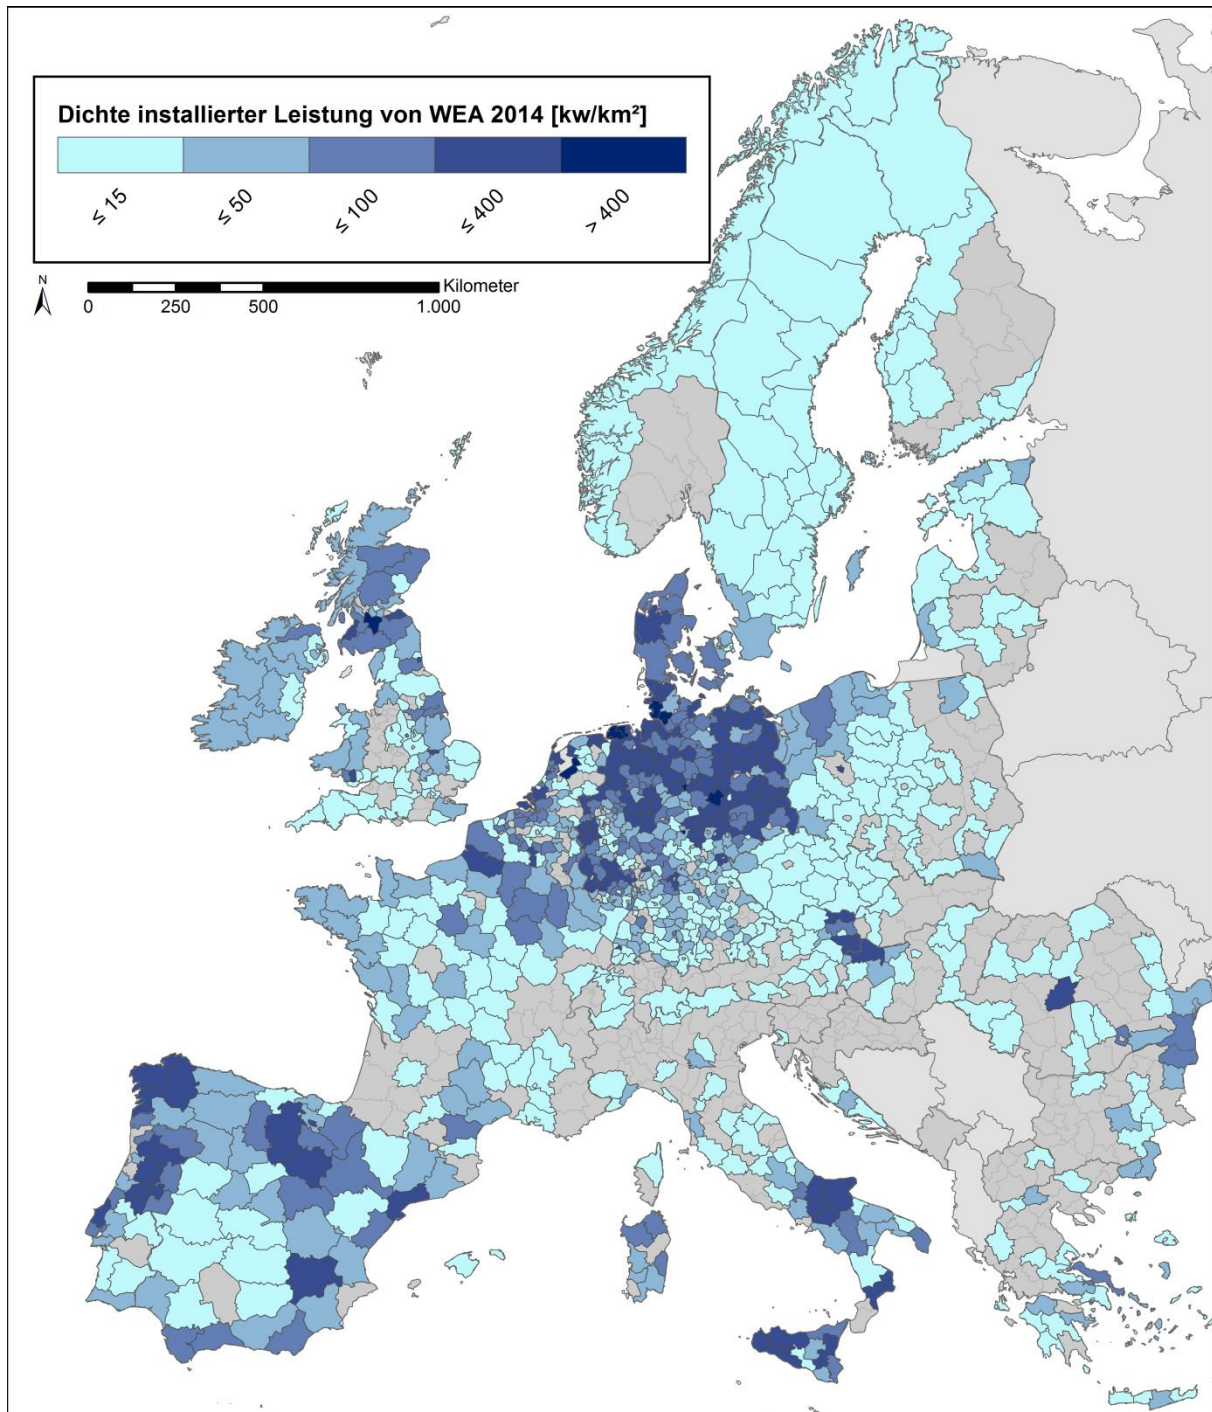 Dichte installierter Leistung von WEA 2014 [kw/km²]
≤ 15 ≤ 50 ≤ 100 ≤ 400 > 400
N
Kilometer
0 250 500 1.000